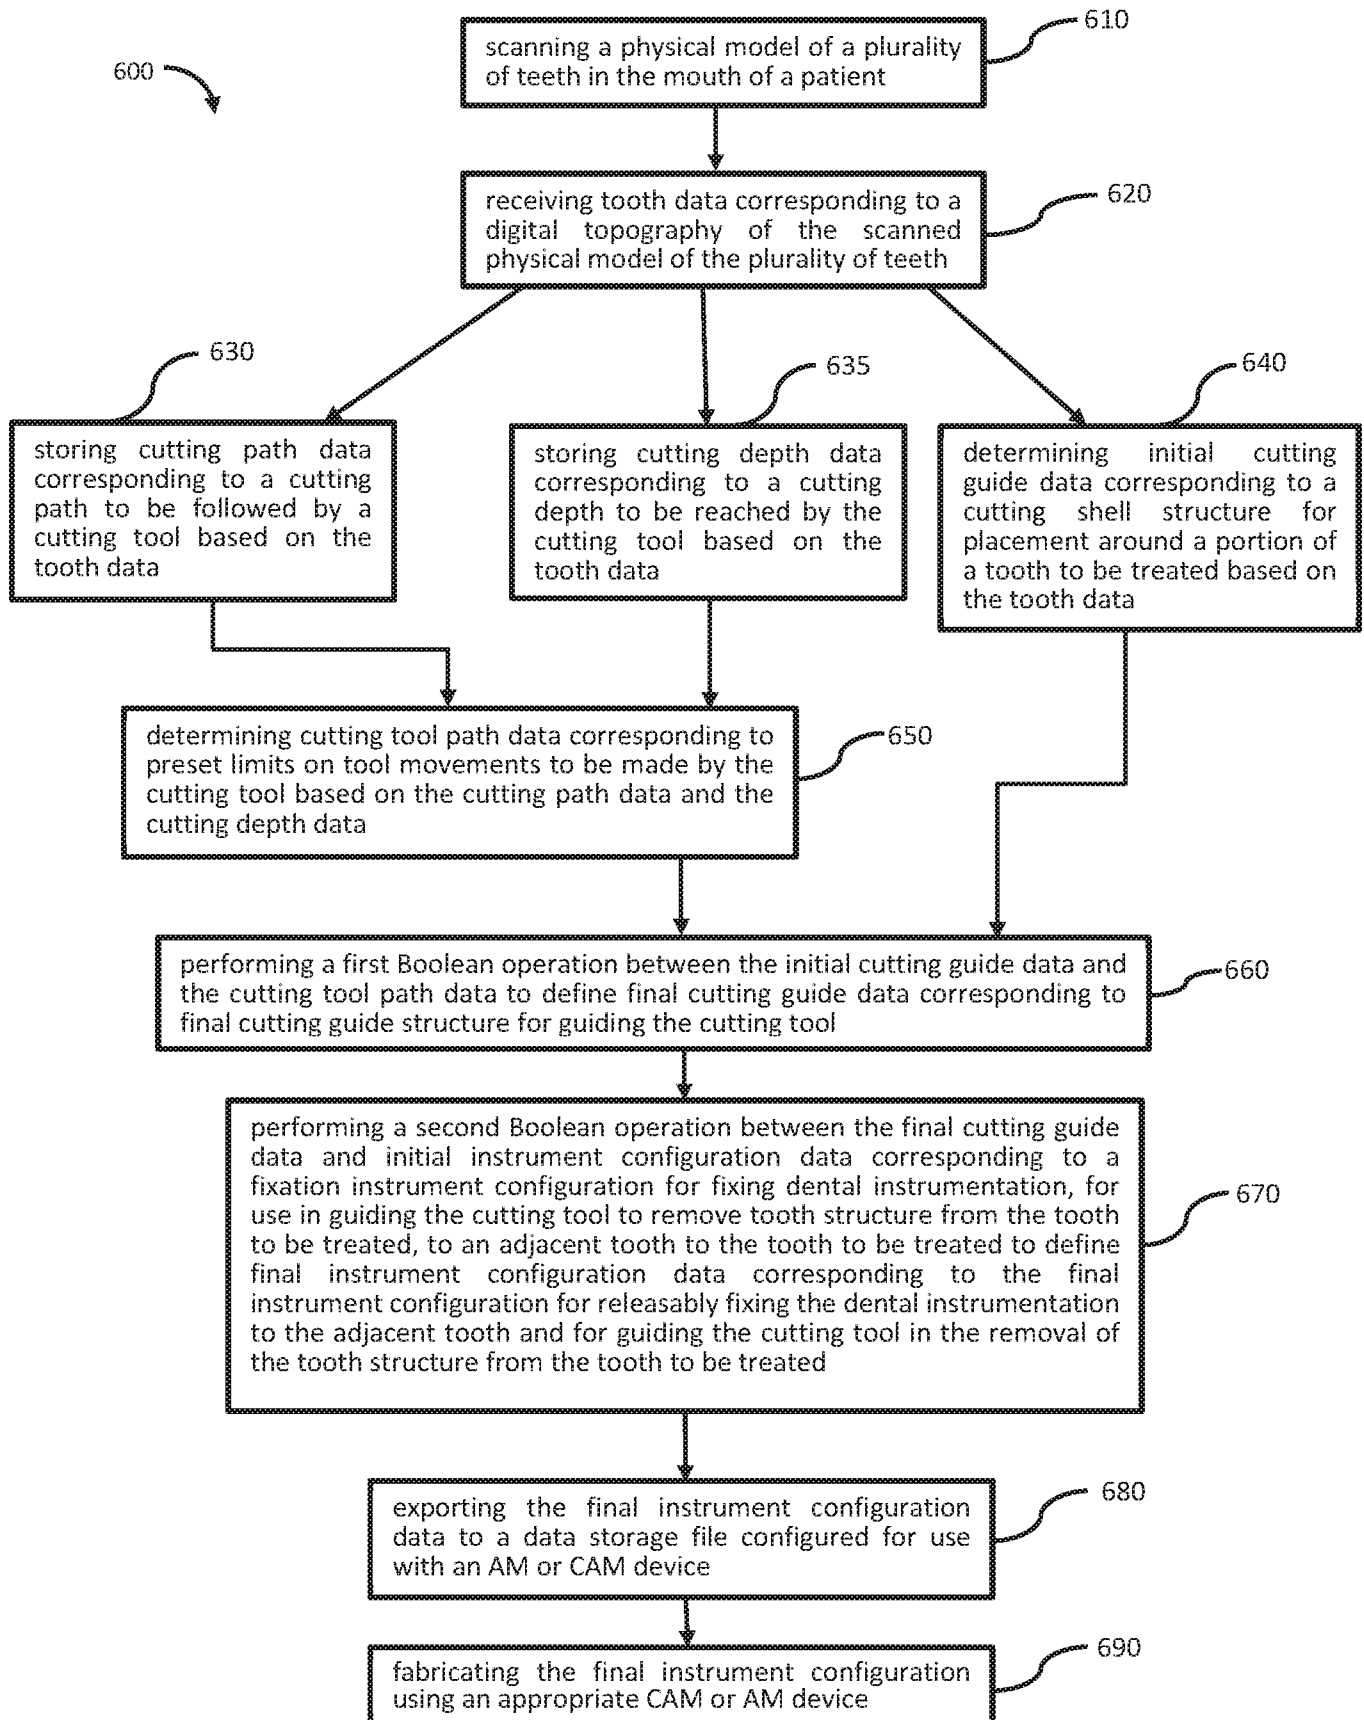 610
scanning a physical model of a plurality
of teeth in the mouth of a patient
600
620
receiving tooth data corresponding to a
digital topography of the scanned
physical model of the plurality of teeth
630
635
640
storing cutting path data
corresponding to a cutting
path to be followed by a
cutting tool based on the
tooth data
storing cutting depth data
corresponding to a cutting
depth to be reached by the
cutting tool based on the
tooth data
determining initial cutting
guide data corresponding to a
cutting shell structure for
placement around a portion of
a tooth to be treated based on
the tooth data
650
determining cutting tool path data corresponding to
preset limits on tool movements to be made by the
cutting tool based on the cutting path data and the
cutting depth data
660
performing a first Boolean operation between the initial cutting guide data and
the cutting tool path data to define final cutting guide data corresponding to
final cutting guide structure for guiding the cutting tool
670
performing a second Boolean operation between the final cutting guide
data and initial instrument configuration data corresponding to a
fixation instrument configuration for fixing dental instrumentation, for
use in guiding the cutting tool to remove tooth structure from the tooth
to be treated, to an adjacent tooth to the tooth to be treated to define
final instrument configuration data corresponding to the final
instrument configuration for releasably fixing the dental instrumentation
to the adjacent tooth and for guiding the cutting tool in the removal of
the tooth structure from the tooth to be treated
680
exporting the final instrument configuration
data to a data storage file configured for use
with an AM or CAM device
690
fabricating the final instrument configuration
using an appropriate CAM or AM device